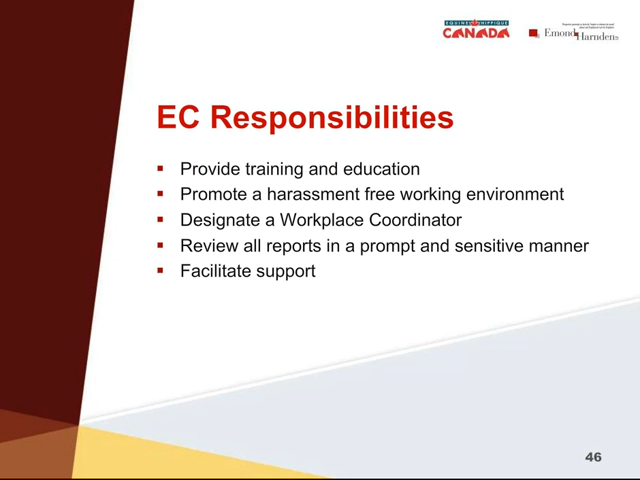 EQUINE HIPPIQUE
CANADA
Emond Harnden
EC Responsibilities
▪ Provide training and education
▪ Promote a harassment free working environment
▪ Designate a Workplace Coordinator
▪ Review all reports in a prompt and sensitive manner
▪ Facilitate support
46